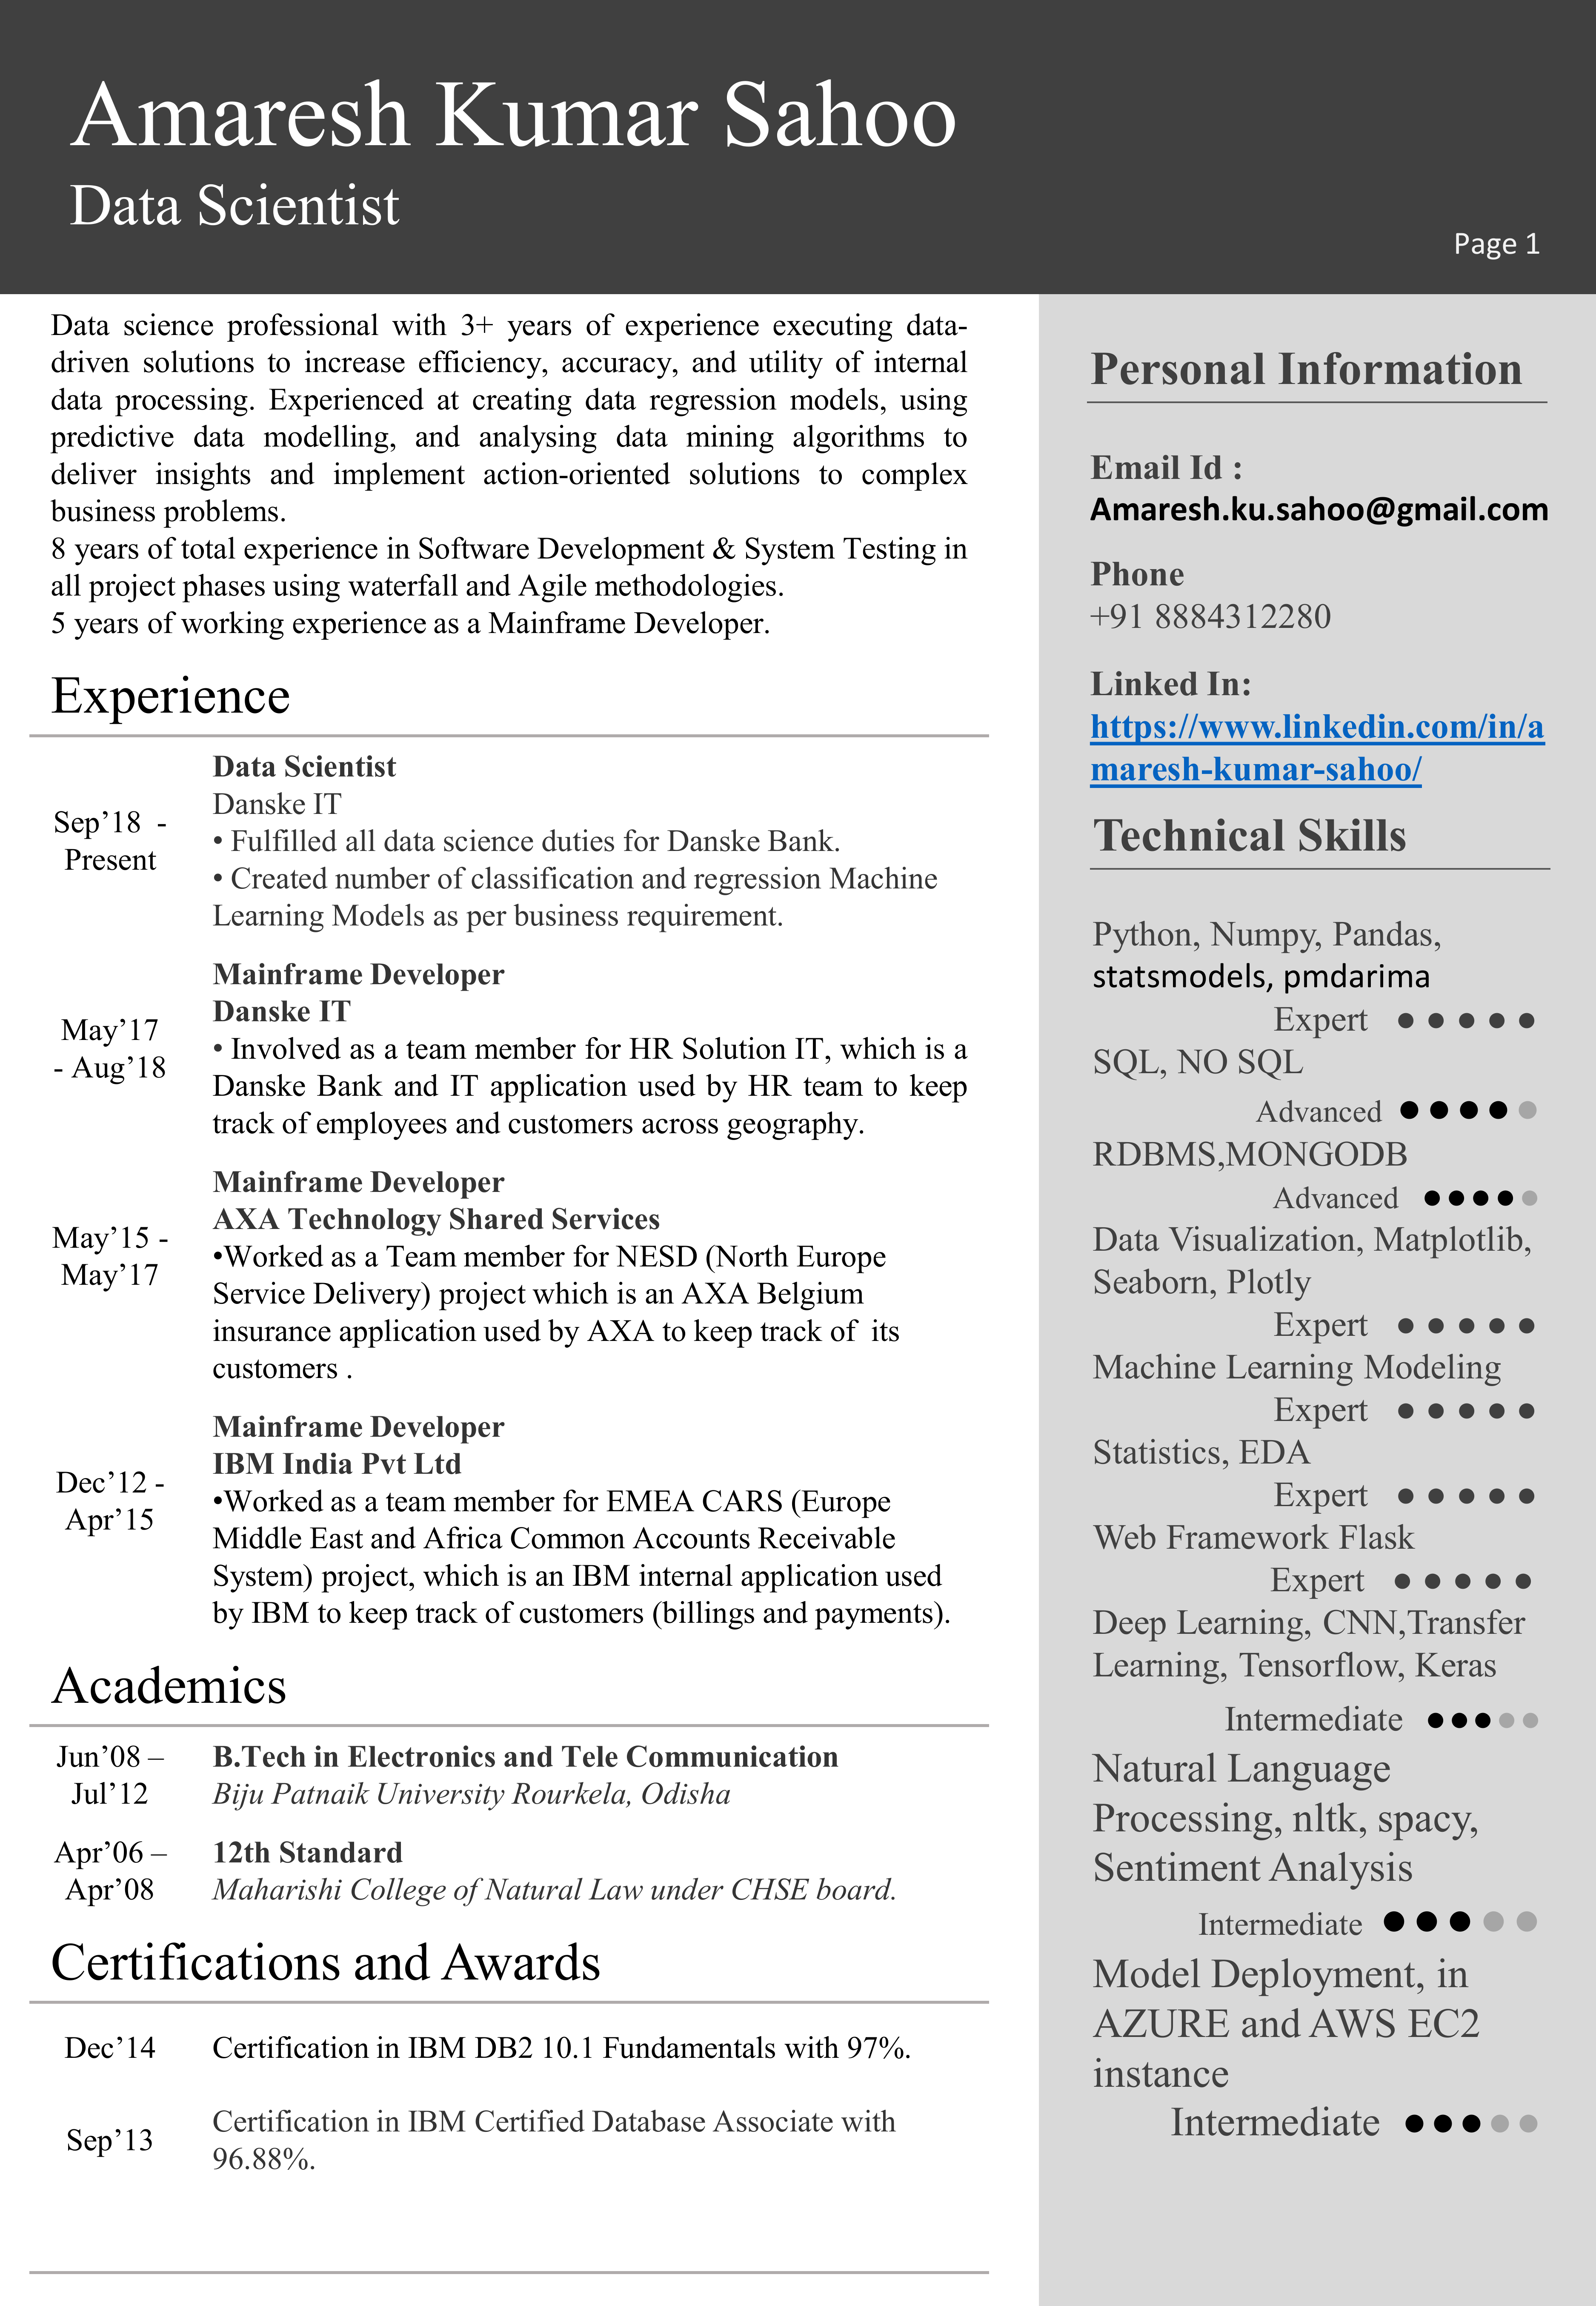 Amaresh Kumar Sahoo
Data Scientist
Page 1
Data science professional with 3+ years of experience executing data-
driven solutions to increase efficiency, accuracy, and utility of internal
data processing. Experienced at creating data regression models, using
predictive data modelling, and analysing data mining algorithms to
deliver insights and implement action-oriented solutions to complex
business problems.
8 years of total experience in Software Development & System Testing in
all project phases using waterfall and Agile methodologies.
5 years of working experience as a Mainframe Developer.
Experience
Sep’18 -
Present
Data Scientist
Danske IT
• Fulfilled all data science duties for Danske Bank.
• Created number of classification and regression Machine
Learning Models as per business requirement.
May’17
- Aug’18
Mainframe Developer
Danske IT
• Involved as a team member for HR Solution IT, which is a
Danske Bank and IT application used by HR team to keep
track of employees and customers across geography.
May’15 -
May’17
Mainframe Developer
AXA Technology Shared Services
•Worked as a Team member for NESD (North Europe
Service Delivery) project which is an AXA Belgium
insurance application used by AXA to keep track of its
customers .
Dec’12 -
Apr’15
Mainframe Developer
IBM India Pvt Ltd
•Worked as a team member for EMEA CARS (Europe
Middle East and Africa Common Accounts Receivable
System) project, which is an IBM internal application used
by IBM to keep track of customers (billings and payments).
Academics
Jun’08 –
Jul’12
B.Tech in Electronics and Tele Communication
Biju Patnaik University Rourkela, Odisha
Apr’06 –
Apr’08
12th Standard
Maharishi College of Natural Law under CHSE board.
Certifications and Awards
Dec’14
Certification in IBM DB2 10.1 Fundamentals with 97%.
Sep’13
Certification in IBM Certified Database Associate with
96.88%.
Personal Information
Email Id :
Amaresh.ku.sahoo@gmail.com
Phone
+91 8884312280
Linked In:
https://www.linkedin.com/in/a
maresh-kumar-sahoo/
Technical Skills
Python, Numpy, Pandas,
statsmodels, pmdarima
Expert
SQL, NO SQL
Advanced
RDBMS,MONGODB
Advanced
Data Visualization, Matplotlib,
Seaborn, Plotly
Expert
Machine Learning Modeling
Expert
Statistics, EDA
Expert
Web Framework Flask
Expert
Deep Learning, CNN,Transfer
Learning, Tensorflow, Keras
Intermediate
Natural Language
Processing, nltk, spacy,
Sentiment Analysis
Intermediate
Model Deployment, in
AZURE and AWS EC2
instance
Intermediate